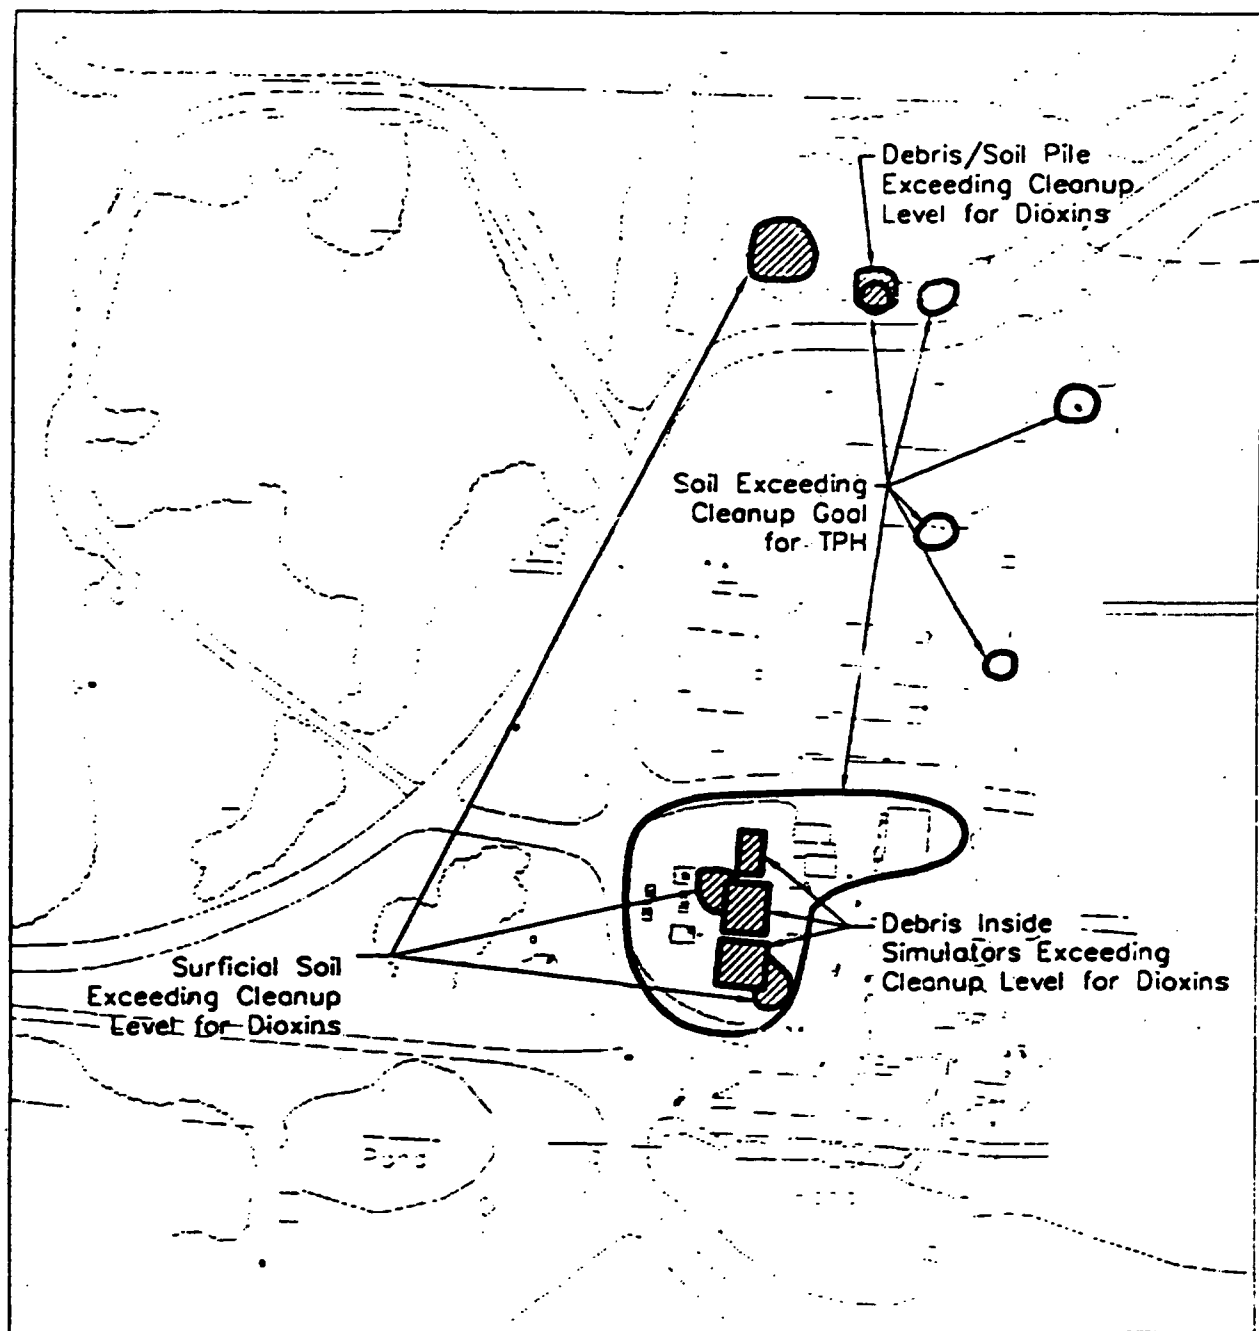 Debris/Soil Pile
Exceeding Cleanup
Level for Dioxins
Soil Exceeding
Cleanup Goal
for TPH
Debris Inside
Simulators Exceeding
Cleanup Level for Dioxins
Surficial Soil
Exceeding Cleanup
Level for Dioxins